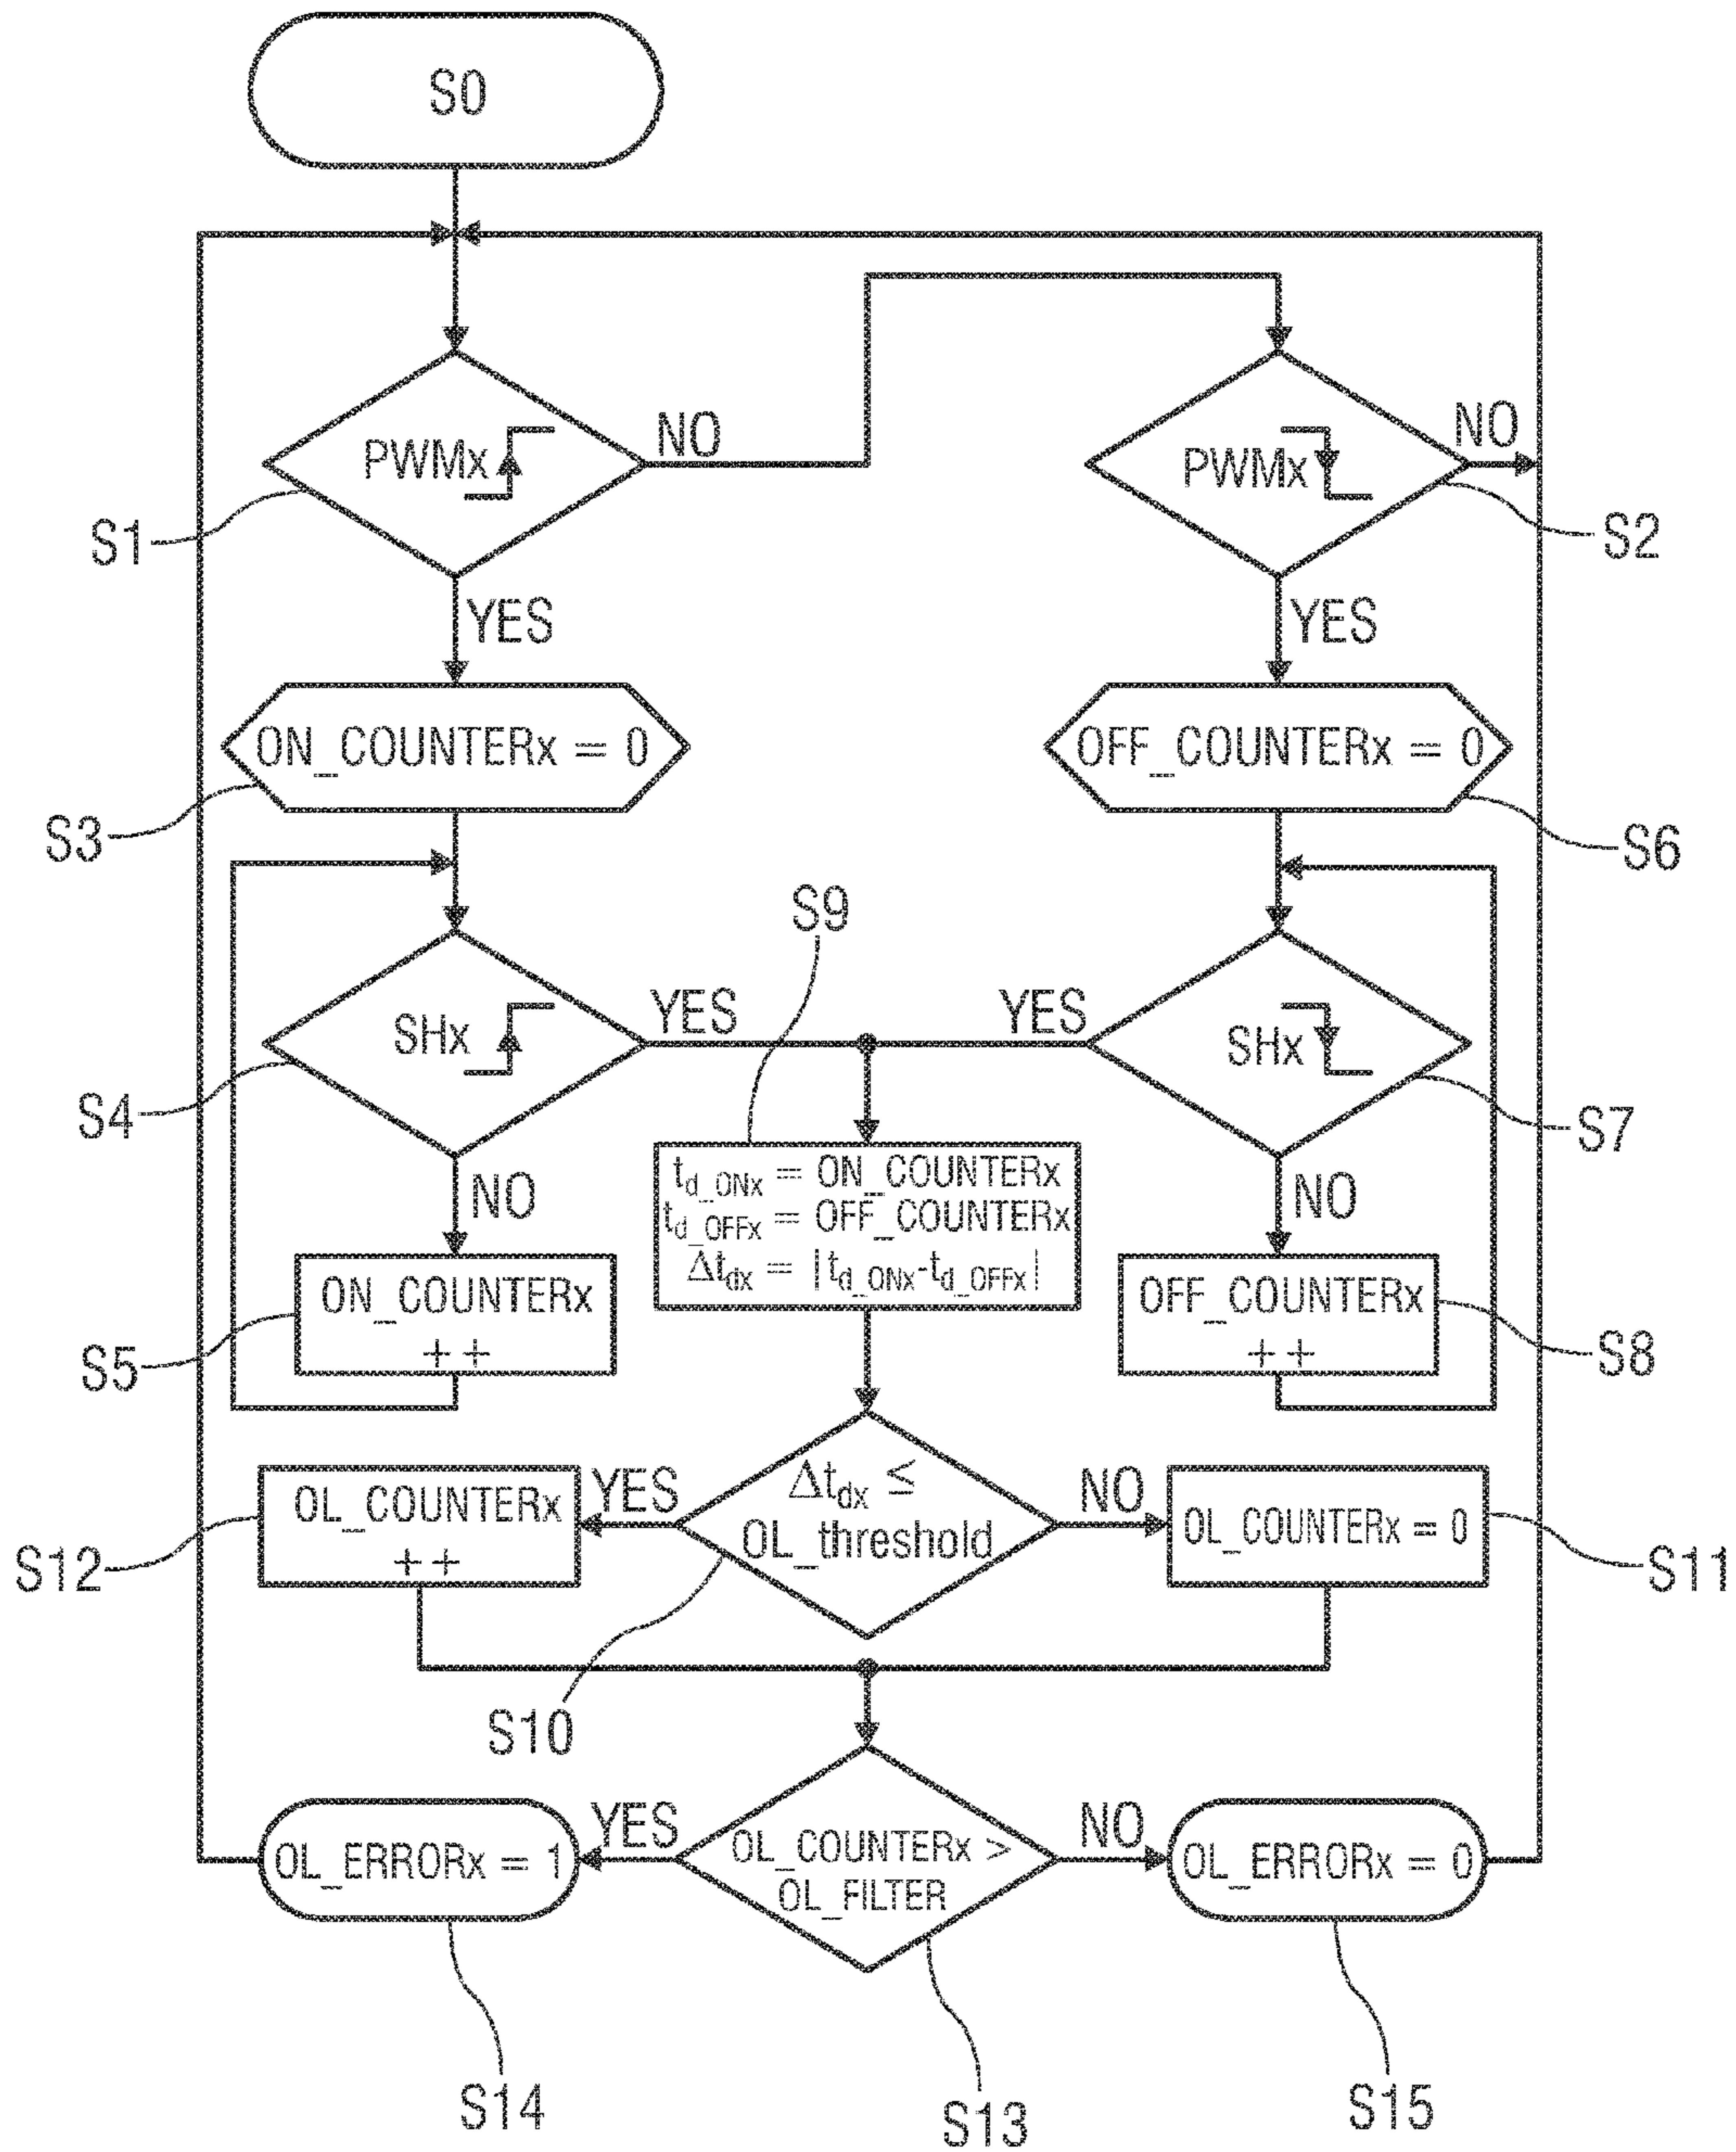 S0
PWMx
NO
PWMx
NO
S1
S2
YES
YES
ON_COUNTERx = 0
OFF_COUNTERx = 0
S3
S6
S9
SHx
YES
YES
SHx
S4
S7
NO
NO
t_d_ONx = ON_COUNTERx
t_d_OFFx = OFF_COUNTERx
Δt_dx = |t_d_ONx-t_d_OFFx|
ON_COUNTERx
++
OFF_COUNTERx
++
S5
S8
OL_COUNTERx
++
YES
Δt_dx ≤
OL_threshold
NO
OL_COUNTERx = 0
S12
S11
S10
OL_ERRORx = 1
YES
OL_COUNTERx >
OL_FILTER
NO
OL_ERRORx = 0
S14
S13
S15